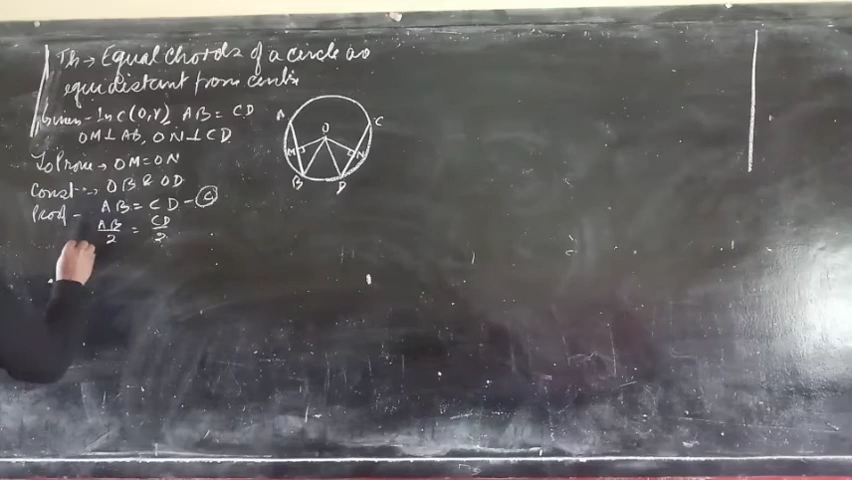 Th → Equal Chords of a circle are
equidistant from centre
Given - In C(O,r) AB = CD
OM ⊥ AB, ON ⊥ CD
To Prove → OM = ON
Const. → OB & OD
Proof - AB = CD - (G)
AB/2 = CD/2
A
C
O
M
N
B
D